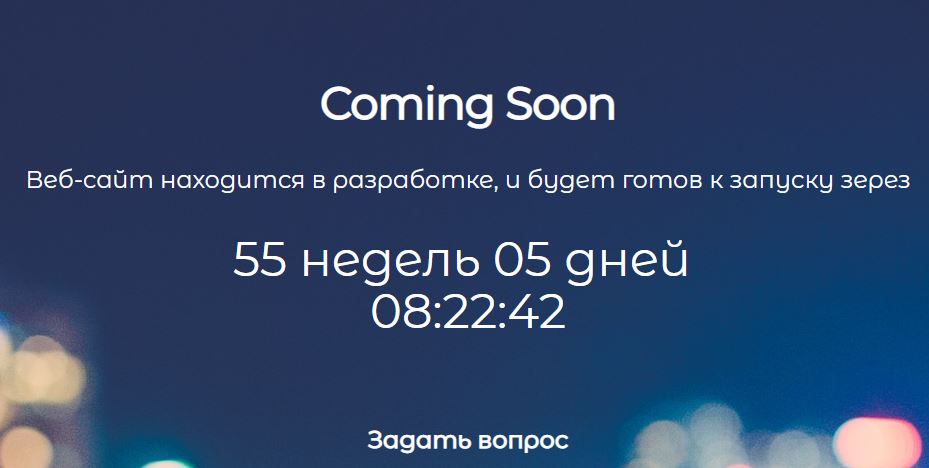 Coming Soon
Веб-сайт находится в разработке, и будет готов к запуску зерез
55 недель 05 дней
08:22:42
Задать вопрос